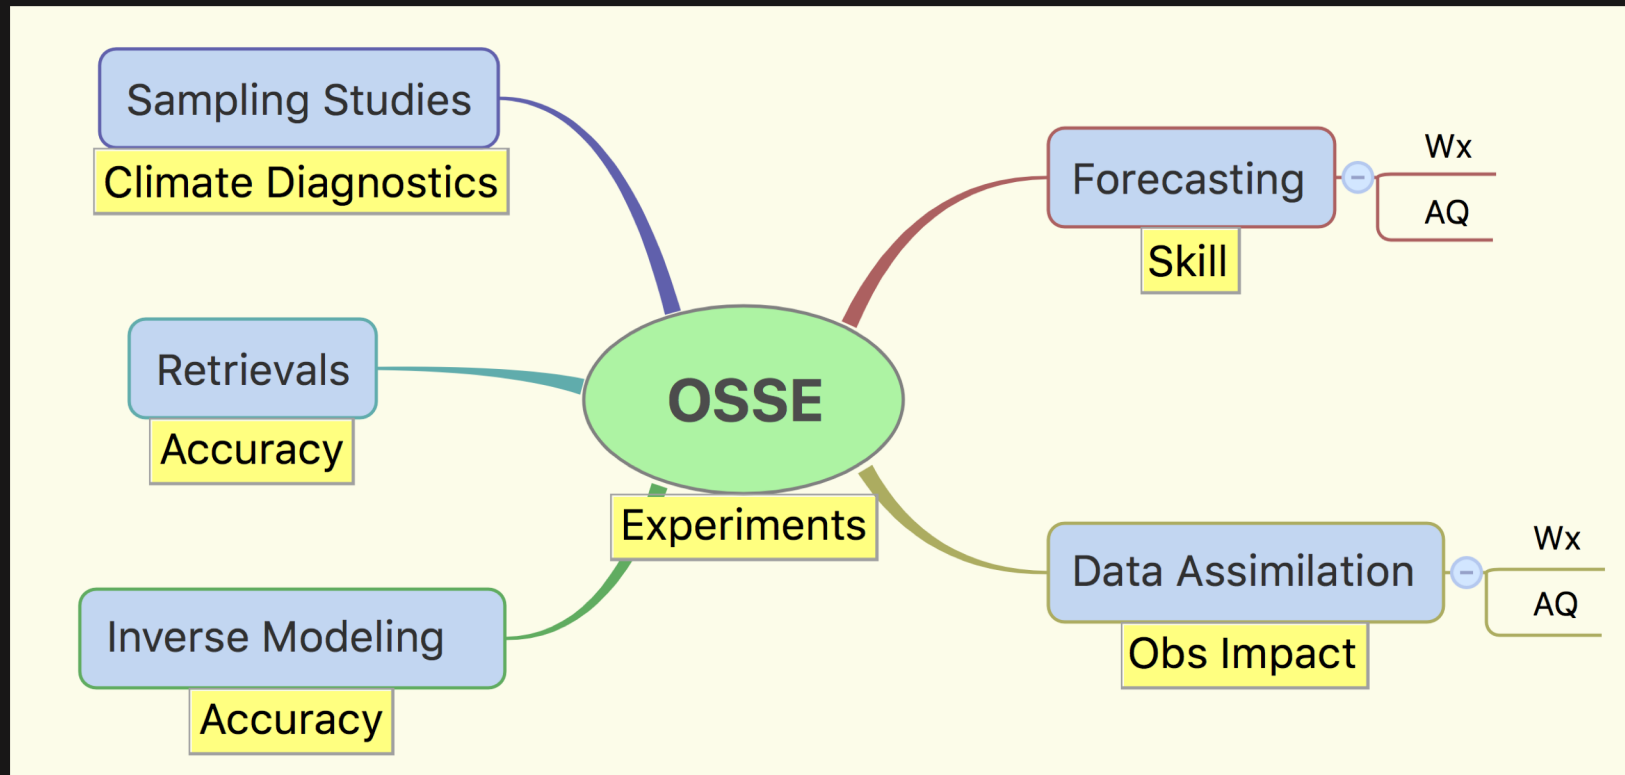 Sampling Studies
Climate Diagnostics
Retrievals
Accuracy
Inverse Modeling
Accuracy
OSSE
Experiments
Forecasting
Skill
Wx
AQ
Data Assimilation
Obs Impact
Wx
AQ